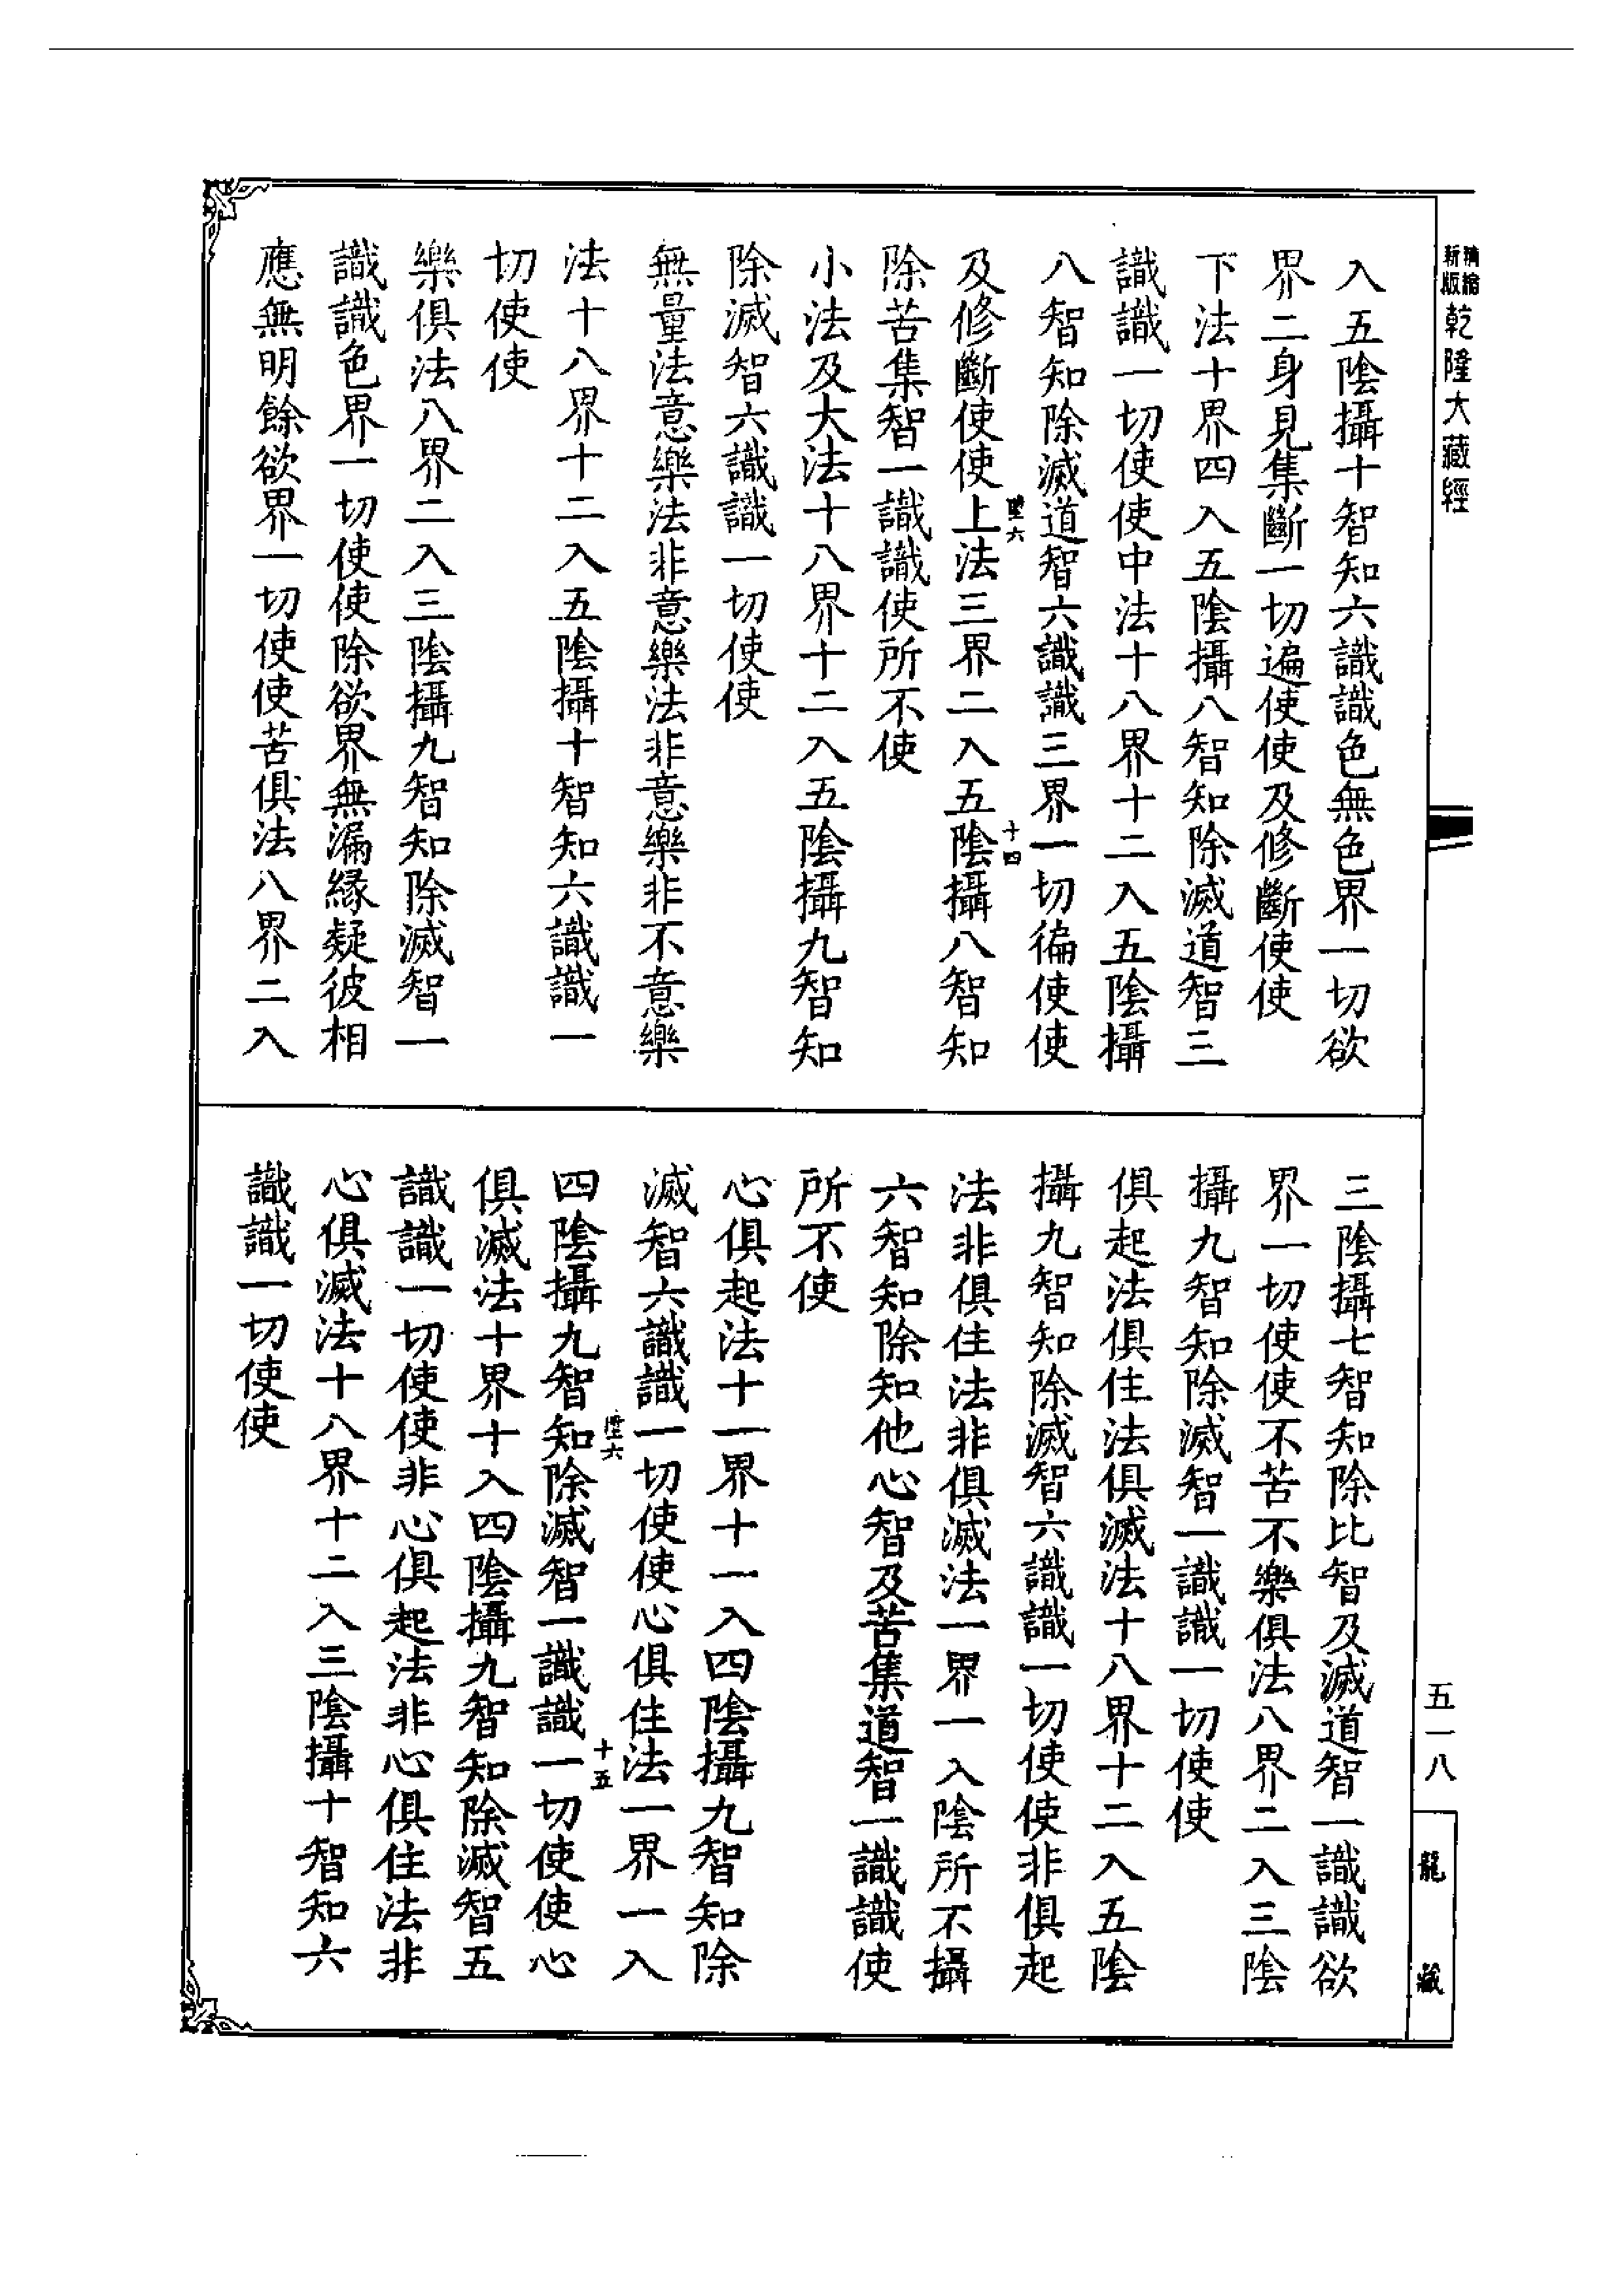 精縮新版乾隆大藏經
入五陰攝十智知六識識色無色界一切欲
界二身見集斷一切遍使使及修斷使使
下法十界四入五陰攝八智知除滅道智三
識識一切使使中法十八界十二入五陰攝
八智知除滅道智六識識三界一切徧使使
及修斷使使上法三界二入五陰攝八智知
除苦集智一識識使所不使
小法及大法十八界十二入五陰攝九智知
除滅智六識識一切使使
無量法意樂法非意樂法非意樂非不意樂
法十八界十二入五陰攝十智知六識識一
切使使
樂俱法八界二入三陰攝九智知除滅智一
識識色界一切使使除欲界無漏緣疑彼相
應無明餘欲界一切使使苦俱法八界二入
三陰攝七智知除比智及滅道智一識識欲
界一切使使不苦不樂俱法八界二入三陰
攝九智知除滅智一識識一切使使
俱起法俱住法俱滅法十八界十二入五陰
攝九智知除滅智六識識一切使使非俱起
法非俱住法非俱滅法一界一入陰所不攝
六智知除知他心智及苦集道智一識識使
所不使
心俱起法十一界十一入四陰攝九智知除
滅智六識識一切使使心俱住法一界一入
四陰攝九智知除滅智一識識一切使使心
俱滅法十界十入四陰攝九智知除滅智五
識識一切使使非心俱起法非心俱住法非
心俱滅法十八界十二入三陰攝十智知六
識識一切使使
十四
十五
五一八
龍藏